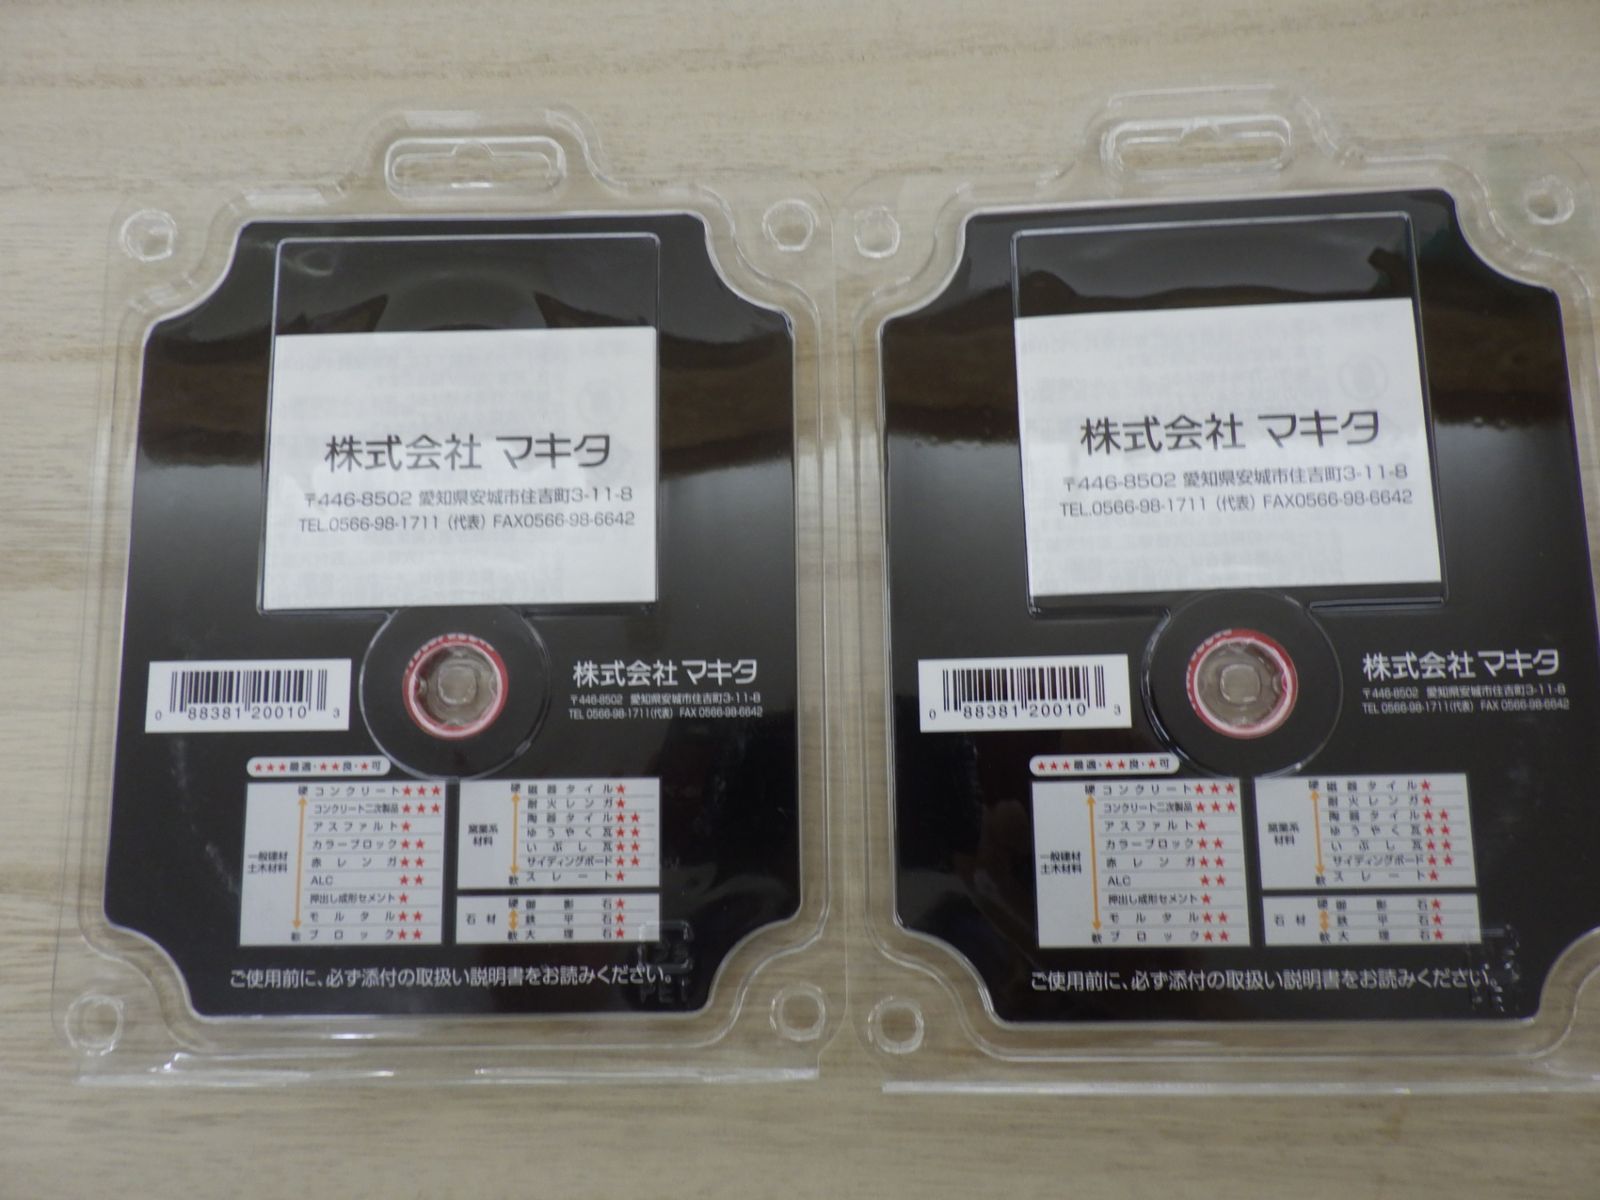 株式会社 マキタ
〒446-8502 愛知県安城市住吉町3-11-8
TEL.0566-98-1711 (代表) FAX0566-98-6642
0 88381 20010 3
株式会社マキタ
〒446-8502 愛知県安城市住吉町3-11-8
TEL 0566-98-1711(代表) FAX 0566-98-6642
★★★最適・★★良・★可
一般建材
土木材料
硬 コンクリート★★★
コンクリート二次製品★★★
アスファルト★
カラーブロック★★
赤レンガ★★
ALC ★★
押出し成形セメント★
モルタル★★
軟 ブロック★★
窯業系
材料
硬 磁器タイル★
耐火レンガ★
陶器タイル★★
ゆうやく瓦★★
いぶし瓦★★
サイディングボード★★
軟 スレート★
石材
硬 御影石★
鉄平石★
軟 大理石★
ご使用前に、必ず添付の取扱い説明書をお読みください。
株式会社 マキタ
〒446-8502 愛知県安城市住吉町3-11-8
TEL.0566-98-1711 (代表) FAX0566-98-6642
0 88381 20010 3
株式会社マキタ
〒446-8502 愛知県安城市住吉町3-11-8
TEL 0566-98-1711(代表) FAX 0566-98-6642
★★★最適・★★良・★可
一般建材
土木材料
硬 コンクリート★★★
コンクリート二次製品★★★
アスファルト★
カラーブロック★★
赤レンガ★★
ALC ★★
押出し成形セメント★
モルタル★★
軟 ブロック★★
窯業系
材料
硬 磁器タイル★
耐火レンガ★
陶器タイル★★
ゆうやく瓦★★
いぶし瓦★★
サイディングボード★★
軟 スレート★
石材
硬 御影石★
鉄平石★
軟 大理石★
ご使用前に、必ず添付の取扱い説明書をお読みください。